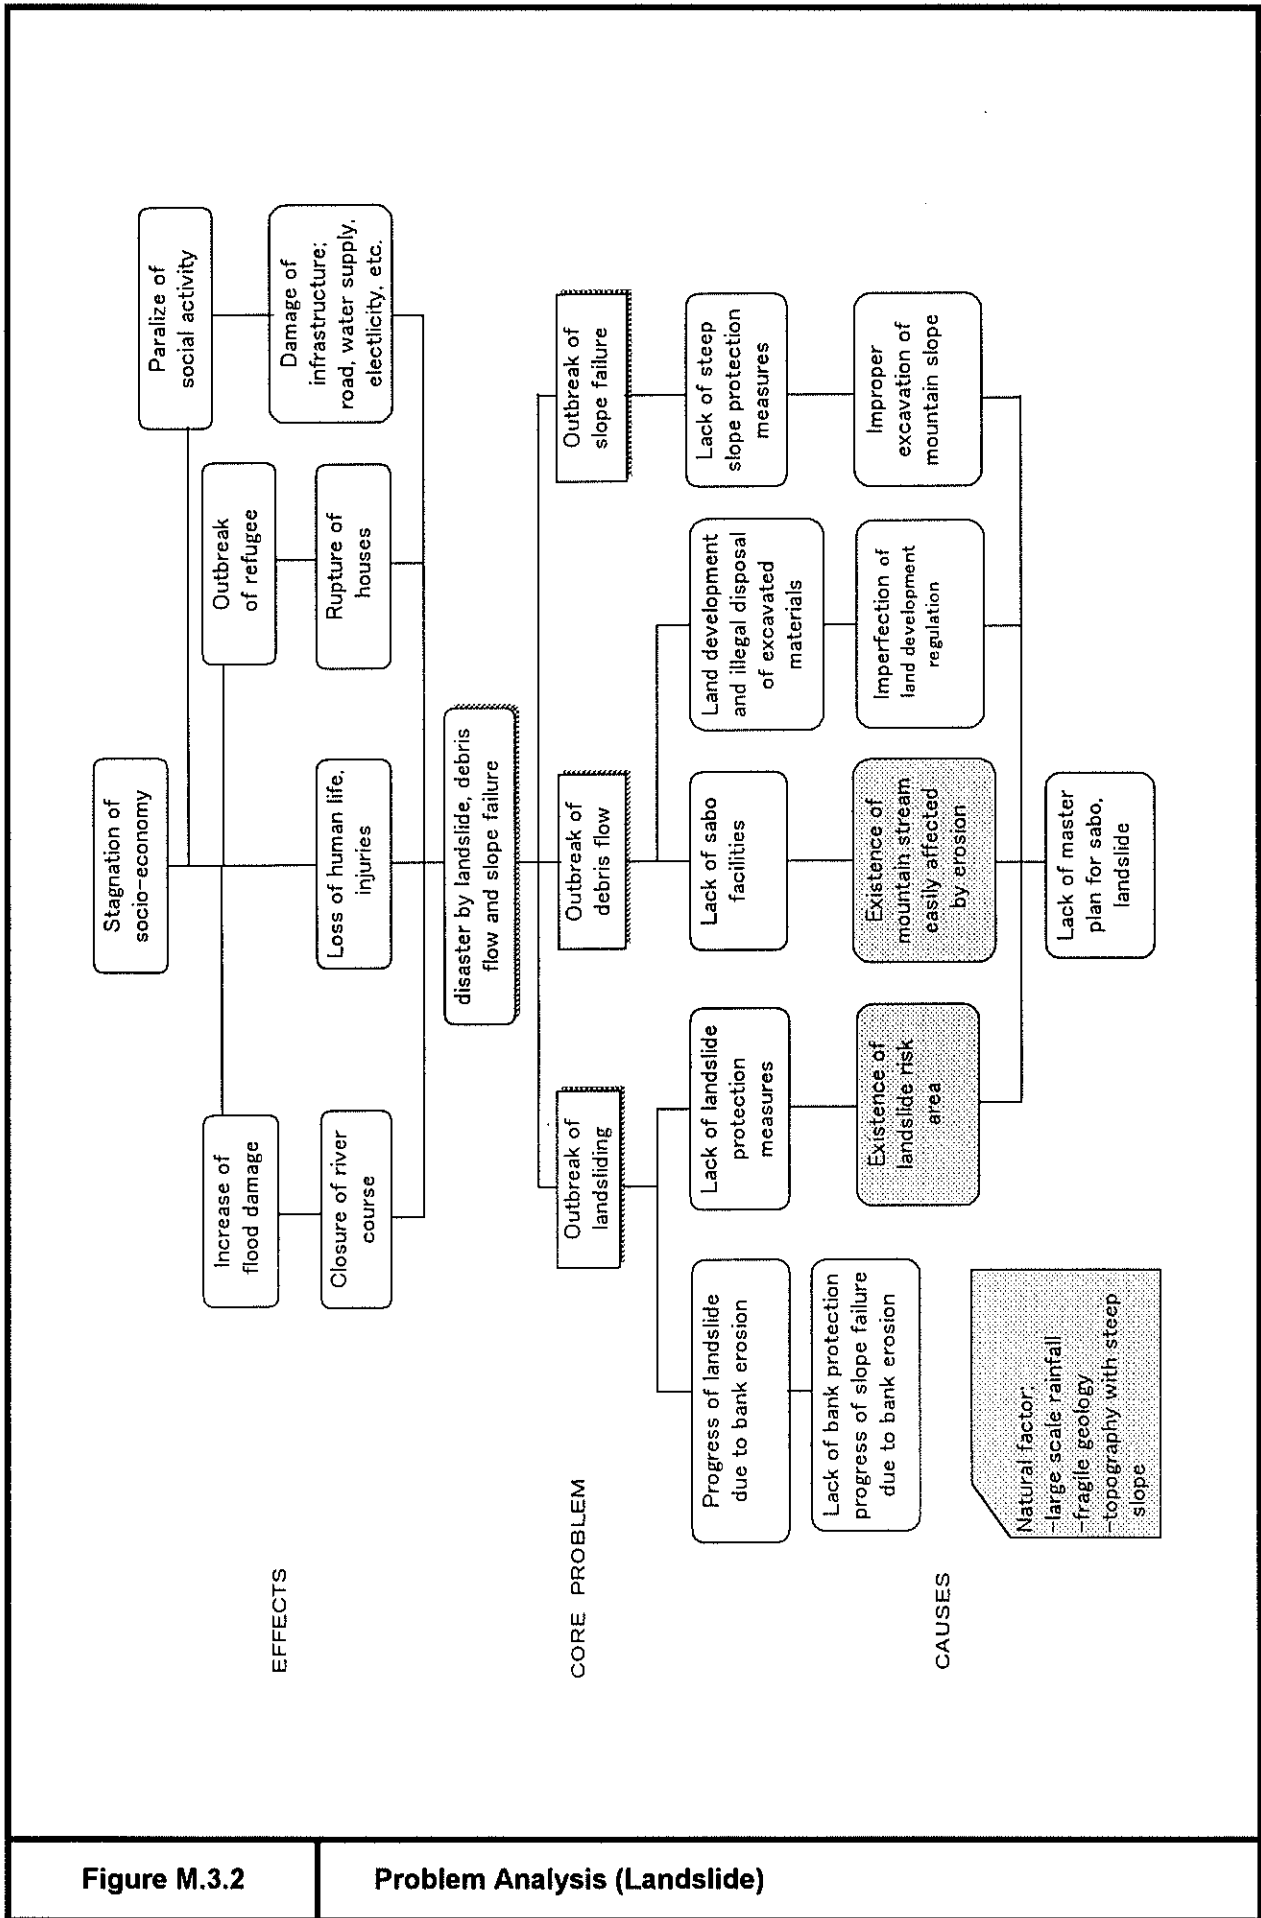 EFFECTS
Stagnation of
socio-economy
Increase of
flood damage
Outbreak
of refugee
Paralize of
social activity
Closure of river
course
Loss of human life,
injuries
Rupture of
houses
Damage of
infrastructure;
road, water supply,
electlicity, etc.
CORE PROBLEM
disaster by landslide, debris
flow and slope failure
Outbreak of
landsliding
Outbreak of
debris flow
Outbreak of
slope failure
CAUSES
Progress of landslide
due to bank erosion
Lack of landslide
protection
measures
Lack of sabo
facilities
Land development
and illegal disposal
of excavated
materials
Lack of steep
slope protection
measures
Lack of bank protection
progress of slope failure
due to bank erosion
Existence of
landslide risk
area
Existence of
mountain stream
easily affected
by erosion
Imperfection of
land development
regulation
Improper
excavation of
mountain slope
Natural factor;
-large scale rainfall
-fragile geology
-topography with steep
slope
Lack of master
plan for sabo,
landslide
Figure M.3.2
Problem Analysis (Landslide)